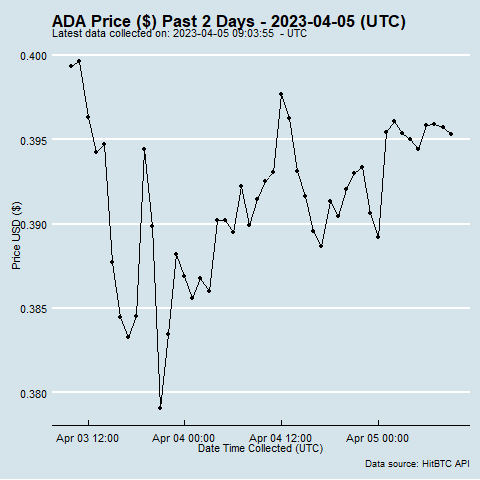 ADA Price ($) Past 2 Days - 2023-04-05 (UTC)
Latest data collected on: 2023-04-05 09:03:55  - UTC
0.400
0.395
0.390
0.385
0.380
Price USD ($)
Apr 03 12:00
Apr 04 00:00
Apr 04 12:00
Apr 05 00:00
Date Time Collected (UTC)
Data source: HitBTC API